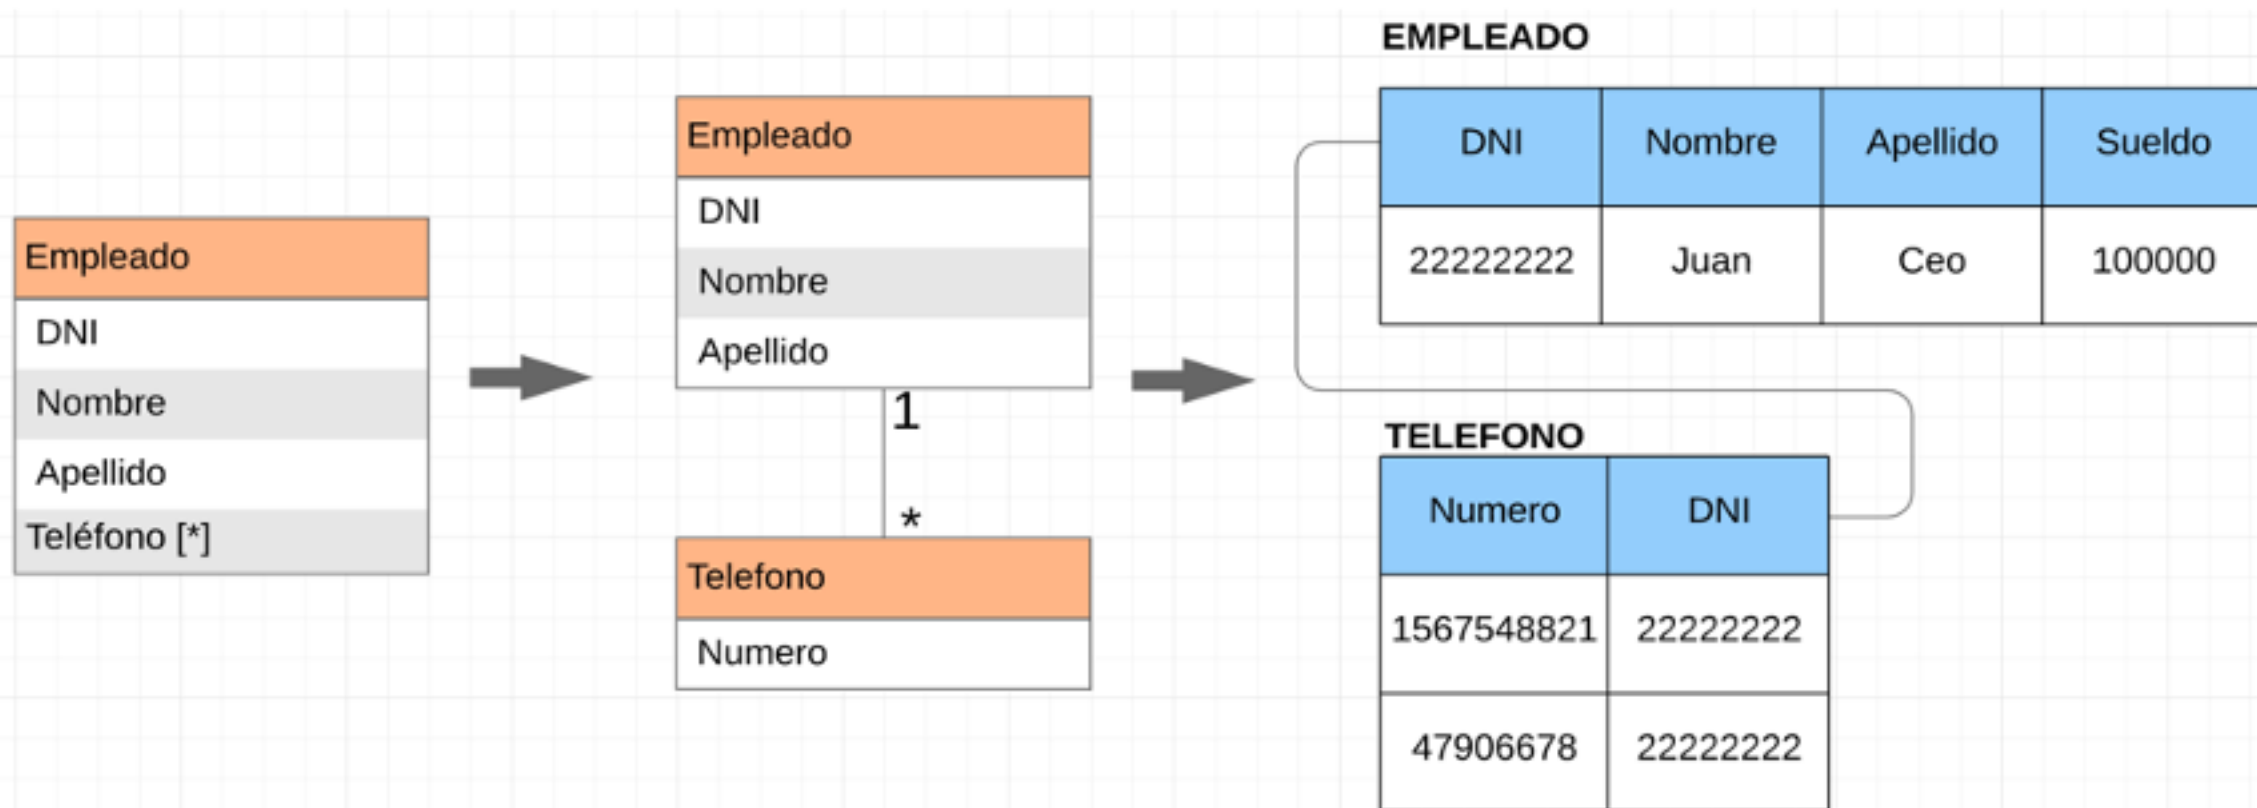 Empleado
DNI
Nombre
Apellido
Teléfono [*]
Empleado
DNI
Nombre
Apellido
1
*
Telefono
Numero
EMPLEADO
DNI Nombre Apellido Sueldo
22222222 Juan Ceo 100000
TELEFONO
Numero DNI
1567548821 22222222
47906678 22222222